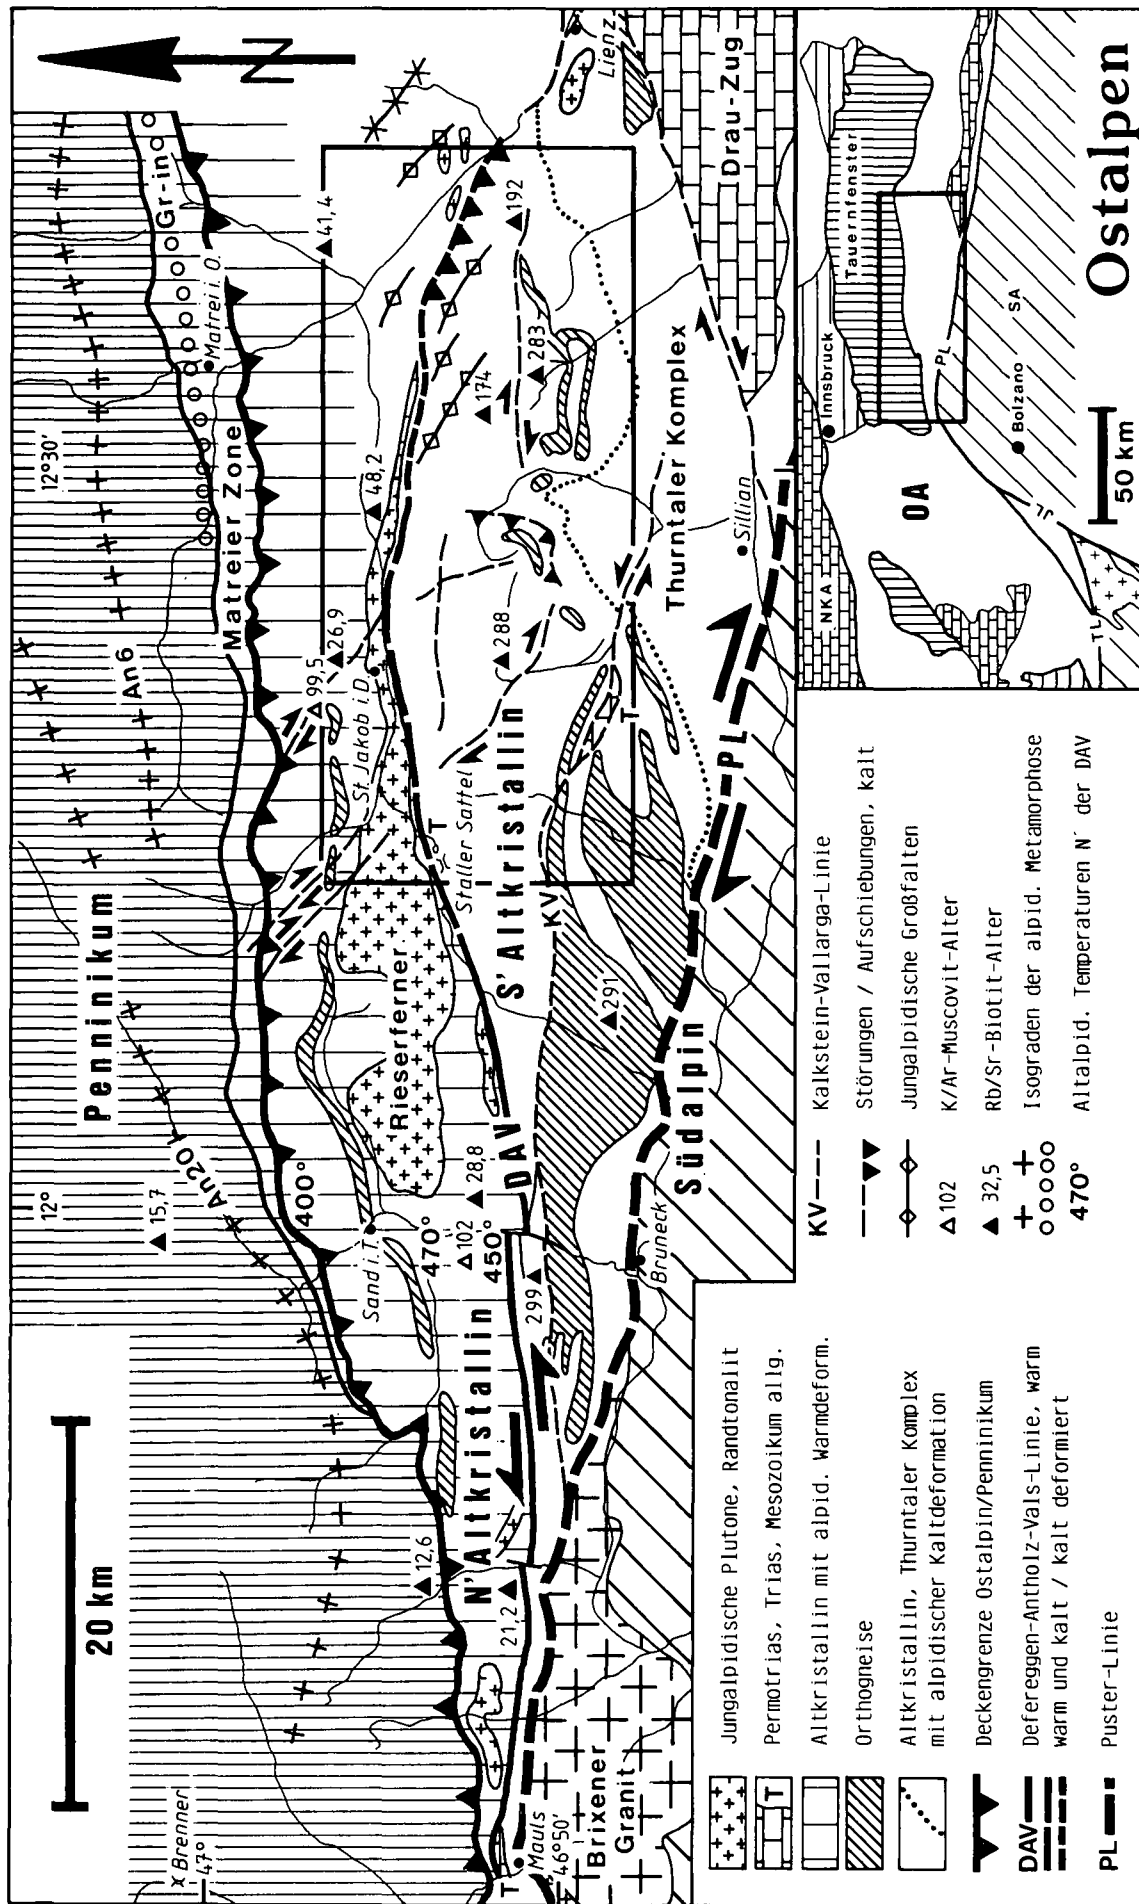 20 km
x Brenner
47°
Penninikum
▲ 15,7
12°
An20
An6
12°30'
Gr-in
Matrei i. O.
Matreier Zone
N
400°
Sand i.T.
470°
△102
450°
▲28,8
▲12,6
N'Altkristallin
21,2▲
T
Mauls
46°50'
Brixener
Granit
Rieserferner
DAV
299▲
▲291
Bruneck
Südalpin
S'Altkristallin
KV
T
Staller Sattel
St. Jakob i. D.
△99,5
▲26,9
▲48,2
▲41,4
▲288
▲174
▲283
▲192
T
PL
Thurntaler Komplex
Sillian
Drau-Zug
Lienz
T
Jungalpidische Plutone, Randtonalit
Permotrias, Trias, Mesozoikum allg.
Altkristallin mit alpid. Warmdeform.
Orthogneise
Altkristallin, Thurntaler Komplex
mit alpidischer Kaltdeformation
Deckengrenze Ostalpin/Penninikum
DAV
Defereggen-Antholz-Vals-Linie, warm
warm und kalt / kalt deformiert
PL
Puster-Linie
KV
Kalkstein-Vallarga-Linie
Störungen / Aufschiebungen, kalt
Jungalpidische Großfalten
△102
K/Ar-Muscovit-Alter
▲ 32,5
Rb/Sr-Biotit-Alter
Isograden der alpid. Metamorphose
470°
Altalpid. Temperaturen N' der DAV
NKA
Innsbruck
Tauernfenster
OA
PL
Bolzano
SA
JL
TL
50 km
Ostalpen